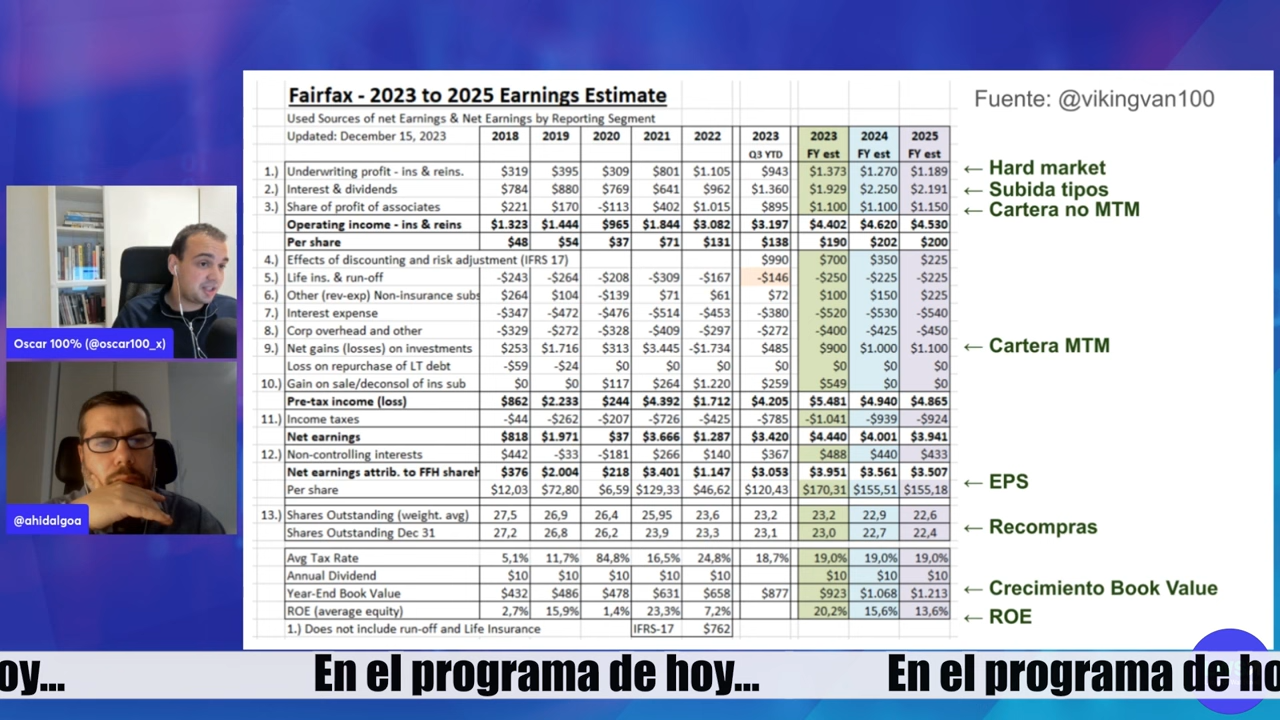 Fairfax - 2023 to 2025 Earnings Estimate
Fuente: @vikingvan100
Used Sources of net Earnings & Net Earnings by Reporting Segment
Updated: December 15, 2023 2018 2019 2020 2021 2022 2023 2023 2024 2025
Q3 YTD FY est FY est FY est
1.) Underwriting profit - ins & reins. $319 $395 $309 $801 $1.105 $943 $1.373 $1.270 $1.189 ← Hard market
2.) Interest & dividends $784 $880 $769 $641 $962 $1.360 $1.929 $2.250 $2.191 ← Subida tipos
3.) Share of profit of associates $221 $170 -$113 $402 $1.015 $895 $1.100 $1.100 $1.150 ← Cartera no MTM
Operating income - ins & reins $1.323 $1.444 $965 $1.844 $3.082 $3.197 $4.402 $4.620 $4.530
Per share $48 $54 $37 $71 $131 $138 $190 $202 $200
4.) Effects of discounting and risk adjustment (IFRS 17) $990 $700 $350 $225
5.) Life ins. & run-off -$243 -$264 -$208 -$309 -$167 -$146 -$250 -$225 -$225
6.) Other (rev-exp) Non-insurance subs $264 $104 -$139 $71 $61 $72 $100 $150 $225
7.) Interest expense -$347 -$472 -$476 -$514 -$453 -$380 -$520 -$530 -$540
8.) Corp overhead and other -$329 -$272 -$328 -$409 -$297 -$272 -$400 -$425 -$450
9.) Net gains (losses) on investments $253 $1.716 $313 $3.445 -$1.734 $485 $900 $1.000 $1.100 ← Cartera MTM
Loss on repurchase of LT debt -$59 -$24 $0 $0 $0 $0 $0 $0 $0
10.) Gain on sale/deconsol of ins sub $0 $0 $117 $264 $1.220 $259 $549 $0 $0
Pre-tax income (loss) $862 $2.233 $244 $4.392 $1.712 $4.205 $5.481 $4.940 $4.865
11.) Income taxes -$44 -$262 -$207 -$726 -$425 -$785 -$1.041 -$939 -$924
Net earnings $818 $1.971 $37 $3.666 $1.287 $3.420 $4.440 $4.001 $3.941
12.) Non-controlling interests $442 -$33 -$181 $266 $140 $367 $488 $440 $433
Net earnings attrib. to FFH shareh $376 $2.004 $218 $3.401 $1.147 $3.053 $3.951 $3.561 $3.507
Per share $12,03 $72,80 $6,59 $129,33 $46,62 $120,43 $170,31 $155,51 $155,18 ← EPS
13.) Shares Outstanding (weight. avg) 27,5 26,9 26,4 25,95 23,6 23,2 23,2 22,9 22,6
Shares Outstanding Dec 31 27,2 26,8 26,2 23,9 23,3 23,1 23,0 22,7 22,4 ← Recompras
Avg Tax Rate 5,1% 11,7% 84,8% 16,5% 24,8% 18,7% 19,0% 19,0% 19,0%
Annual Dividend $10 $10 $10 $10 $10 $10 $10 $10
Year-End Book Value $432 $486 $478 $631 $658 $877 $923 $1.068 $1.213 ← Crecimiento Book Value
ROE (average equity) 2,7% 15,9% 1,4% 23,3% 7,2% 20,2% 15,6% 13,6% ← ROE
1.) Does not include run-off and Life Insurance IFRS-17 $762
Oscar 100% (@oscar100_x)
@ahidalgoa
oy... En el programa de hoy... En el programa de ho